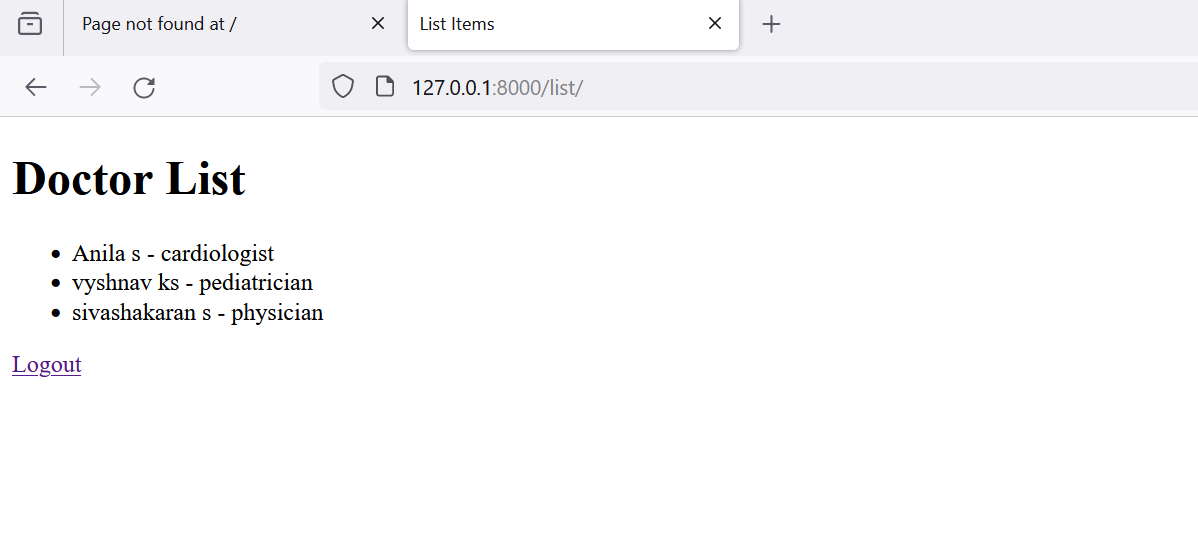 Page not found at /
List Items
127.0.0.1:8000/list/
Doctor List
Anila s - cardiologist
vyshnav ks - pediatrician
sivashakaran s - physician
Logout